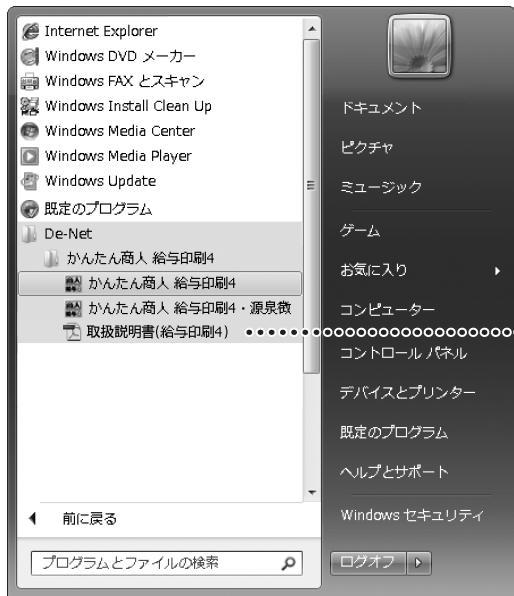 Internet Explorer
Windows DVD メーカー
Windows FAX とスキャン
Windows Install Clean Up
Windows Media Center
Windows Media Player
Windows Update
既定のプログラム
De-Net
かんたん商人 給与印刷4
かんたん商人 給与印刷4
かんたん商人 給与印刷4・源泉徴
取扱説明書(給与印刷4)
前に戻る
プログラムとファイルの検索
ドキュメント
ピクチャ
ミュージック
ゲーム
お気に入り
コンピューター
コントロール パネル
デバイスとプリンター
既定のプログラム
ヘルプとサポート
Windows セキュリティ
ログオフ